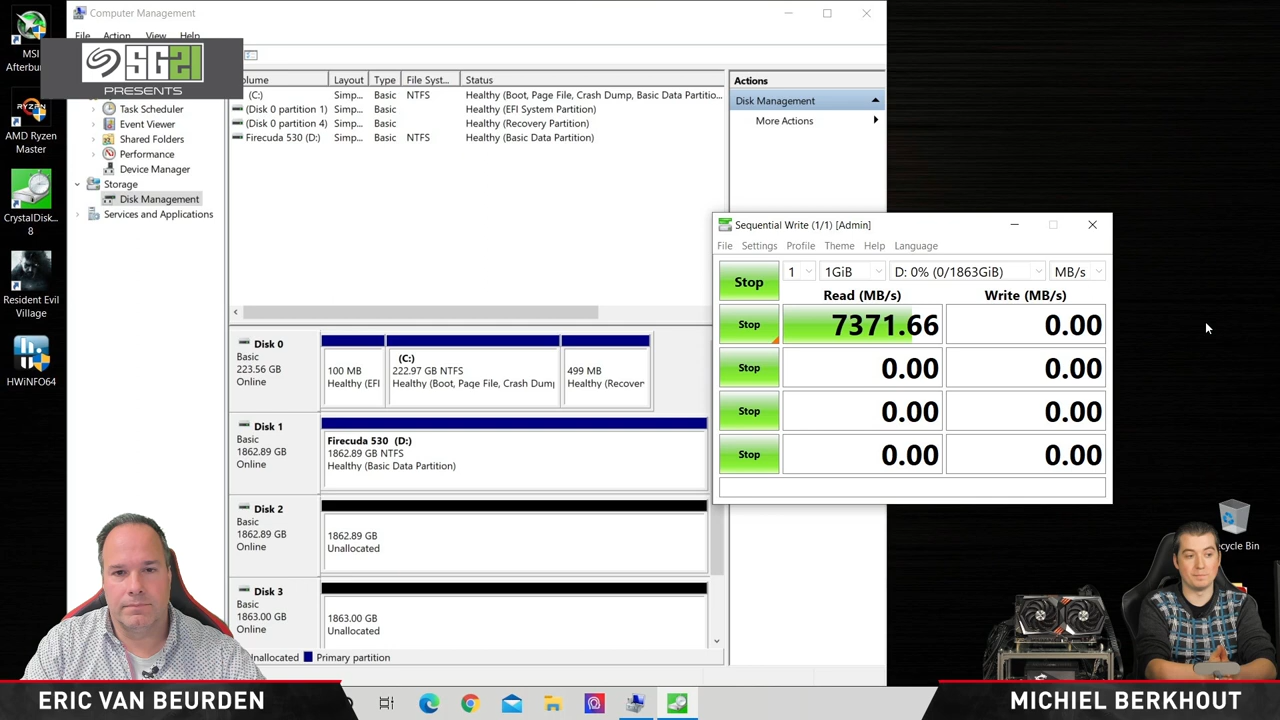 Computer Management
File Action View Help
MSI
Afterbu
SG21
PRESENTS
AMD Ryzen
Master
CrystalDisk...
8
Resident Evil
Village
HWiNFO64
Task Scheduler
Event Viewer
Shared Folders
Performance
Device Manager
Storage
Disk Management
Services and Applications
olume Layout Type File Syst... Status
(C:) Simp... Basic NTFS Healthy (Boot, Page File, Crash Dump, Basic Data Partitio...
(Disk 0 partition 1) Simp... Basic Healthy (EFI System Partition)
(Disk 0 partition 4) Simp... Basic Healthy (Recovery Partition)
Firecuda 530 (D:) Simp... Basic NTFS Healthy (Basic Data Partition)
Actions
Disk Management
More Actions
Disk 0
Basic
223.56 GB
Online
100 MB
Healthy (EFI
(C:)
222.97 GB NTFS
Healthy (Boot, Page File, Crash Dump
499 MB
Healthy (Recover
Disk 1
Basic
1862.89 GB
Online
Firecuda 530 (D:)
1862.89 GB NTFS
Healthy (Basic Data Partition)
Disk 2
Basic
1862.89 GB
Online
1862.89 GB
Unallocated
Disk 3
Basic
1863.00 GB
Online
1863.00 GB
Unallocated
nallocated Primary partition
Sequential Write (1/1) [Admin]
File Settings Profile Theme Help Language
Stop 1 1GiB D: 0% (0/1863GiB) MB/s
Read (MB/s) Write (MB/s)
Stop 7371.66 0.00
Stop 0.00 0.00
Stop 0.00 0.00
Stop 0.00 0.00
ecycle Bin
ERIC VAN BEURDEN
MICHIEL BERKHOUT